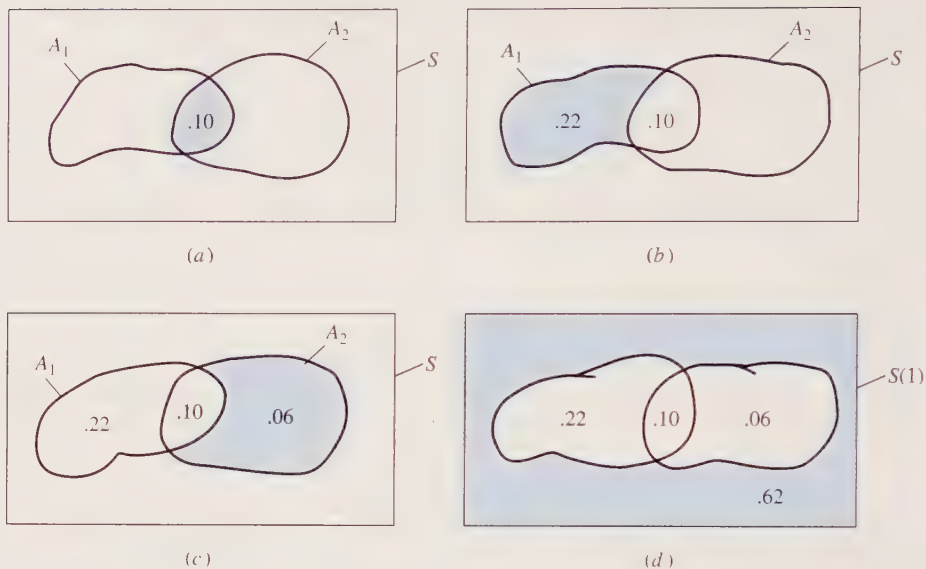 A₁
A₂
S
.10
(a)
A₁
A₂
S
.22
.10
(b)
A₁
A₂
S
.22
.10
.06
(c)
S(1)
.22
.10
.06
.62
(d)